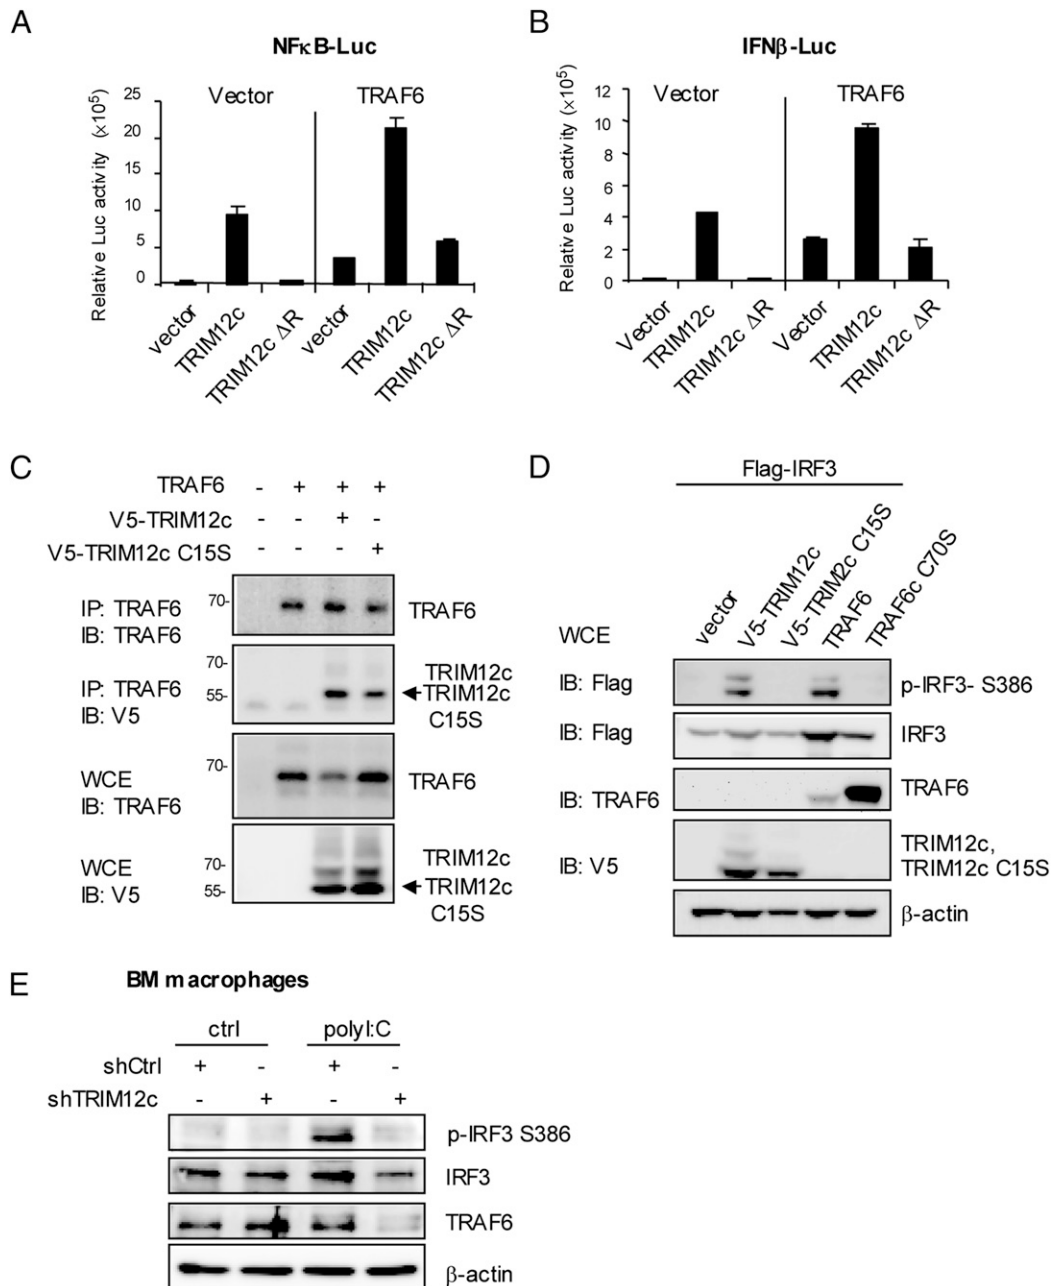 A
NFκB-Luc
Relative Luc activity (×10⁵)
25
20
15
10
5
0
Vector
TRAF6
vector
TRIM12c
TRIM12c ΔR
vector
TRIM12c
TRIM12c ΔR
B
IFNβ-Luc
Relative Luc activity (×10⁵)
12
10
8
6
4
2
0
Vector
TRAF6
Vector
TRIM12c
TRIM12c ΔR
Vector
TRIM12c
TRIM12c ΔR
C
TRAF6 - + + +
V5-TRIM12c - - + -
V5-TRIM12c C15S - - - +
IP: TRAF6
IB: TRAF6
70-
TRAF6
IP: TRAF6
IB: V5
70-
55-
TRIM12c
TRIM12c
C15S
WCE
IB: TRAF6
70-
TRAF6
WCE
IB: V5
70-
55-
TRIM12c
TRIM12c
C15S
D
Flag-IRF3
WCE
vector
V5-TRIM12c
V5-TRIM2c C15S
TRAF6
TRAF6c C70S
IB: Flag
p-IRF3- S386
IB: Flag
IRF3
IB: TRAF6
TRAF6
IB: V5
TRIM12c,
TRIM12c C15S
β-actin
E
BM macrophages
ctrl polyI:C
shCtrl + - + -
shTRIM12c - + - +
p-IRF3 S386
IRF3
TRAF6
β-actin